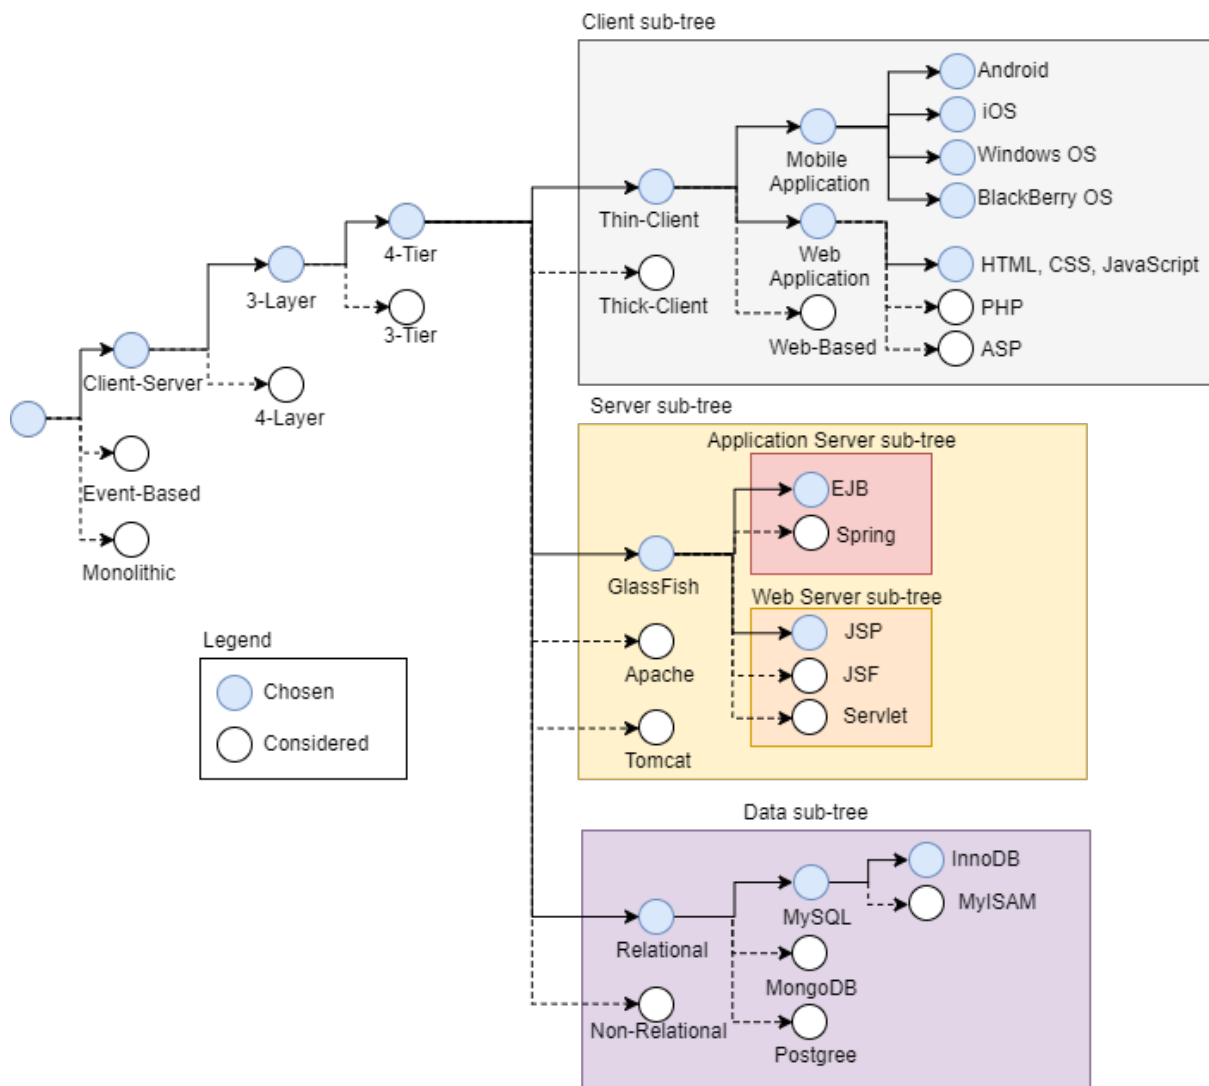 Client sub-tree
Android
iOS
Mobile
Application
Windows OS
BlackBerry OS
Thin-Client
Web
Application
HTML, CSS, JavaScript
4-Tier
Thick-Client
PHP
3-Layer
3-Tier
Web-Based
ASP
Client-Server
4-Layer
Event-Based
Monolithic
Server sub-tree
Application Server sub-tree
EJB
Spring
GlassFish
Web Server sub-tree
JSP
JSF
Servlet
Apache
Tomcat
Legend
Chosen
Considered
Data sub-tree
InnoDB
MyISAM
MySQL
Relational
MongoDB
Non-Relational
Postgree